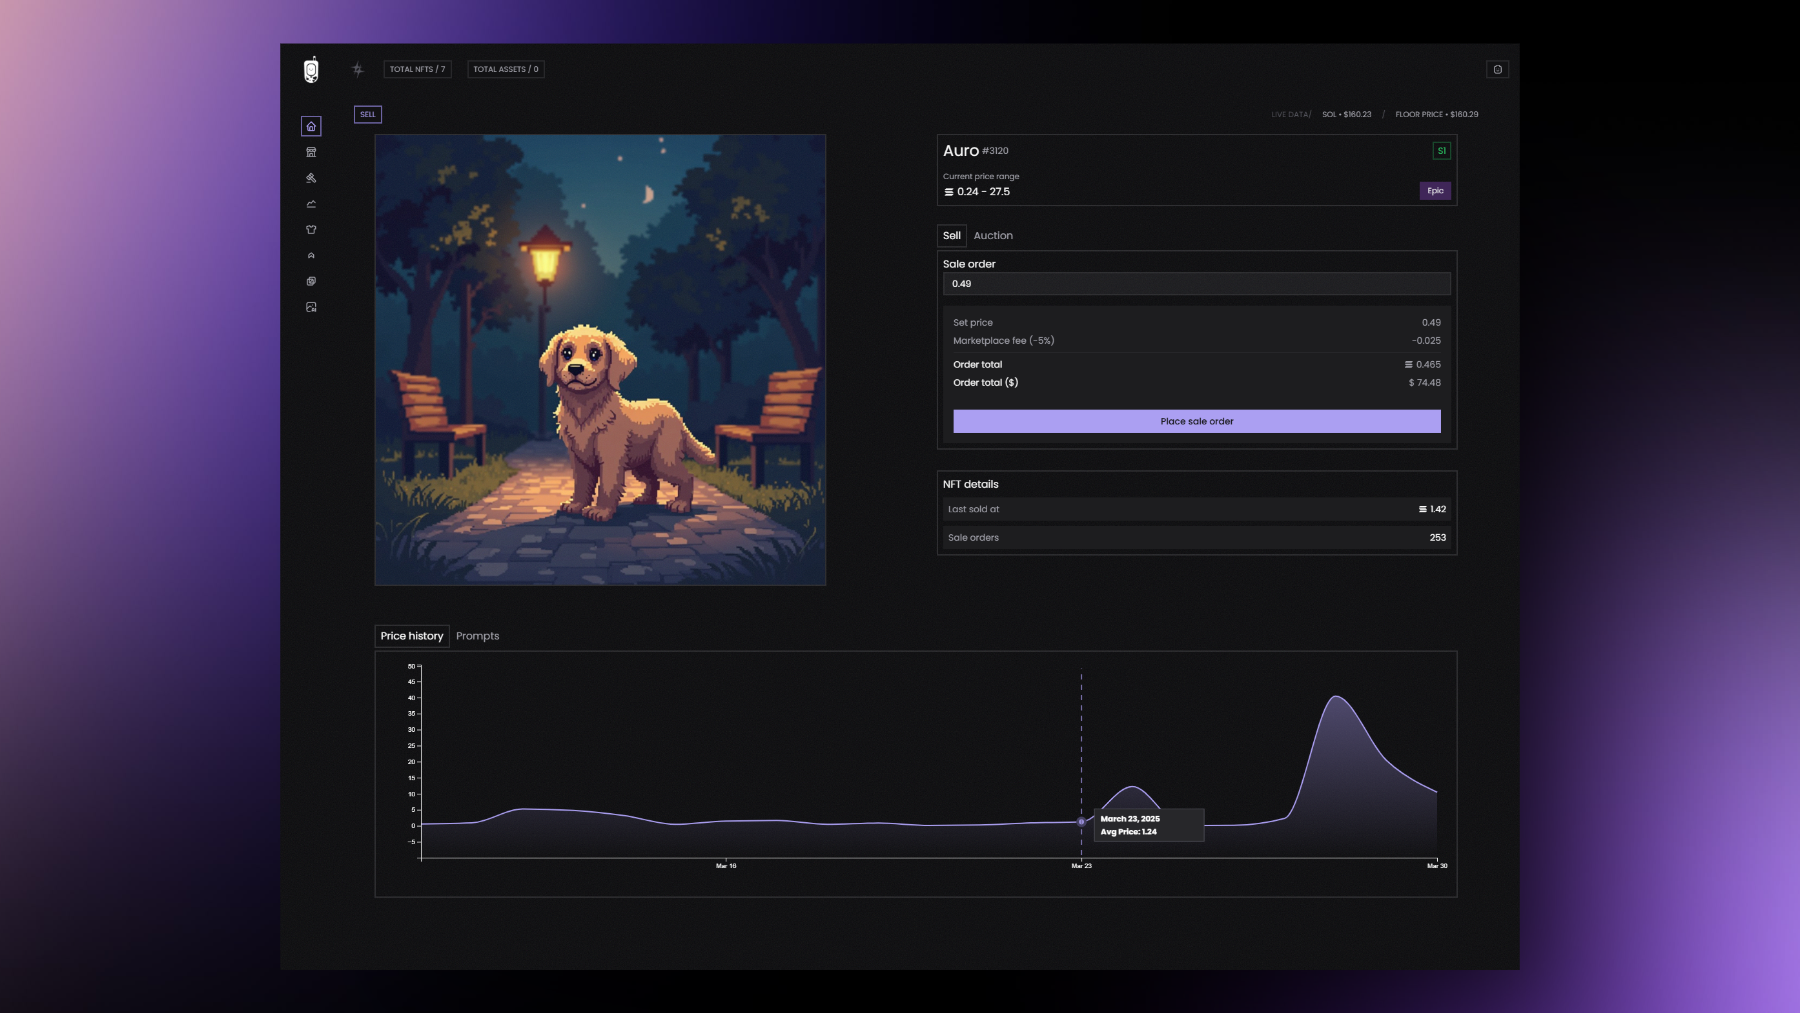 TOTAL NFTS / 7
TOTAL ASSETS / 0
SELL
LIVE DATA/ SOL • $160.23 / FLOOR PRICE • $160.29
Auro #3120
S1
Current price range
0.24 - 27.5
Epic
Sell Auction
Sale order
0.49
Set price 0.49
Marketplace fee (-5%) -0.025
Order total 0.465
Order total ($) $ 74.48
Place sale order
NFT details
Last sold at 1.42
Sale orders 253
Price history Prompts
50
45
40
35
30
25
20
15
10
5
0
-5
March 23, 2025
Avg Price: 1.24
Mar 16 Mar 23 Mar 30